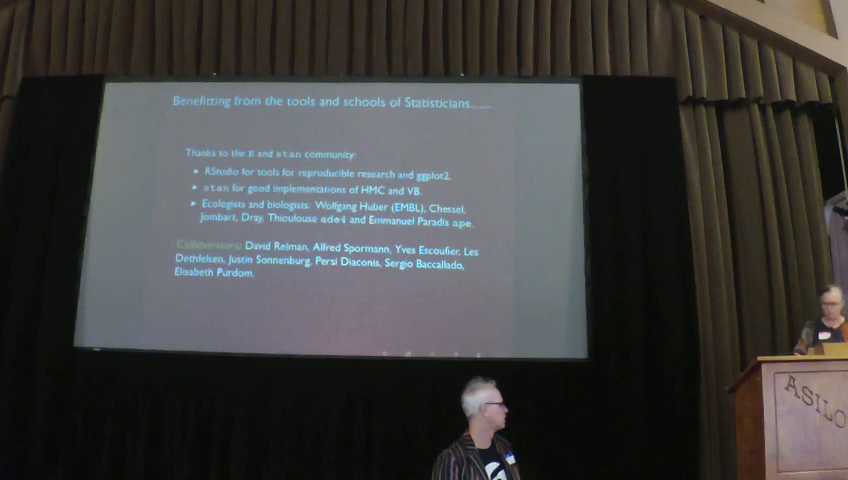 Benefitting from the tools and schools of Statisticians......
Thanks to the R and stan community:
RStudio for tools for reproducible research and ggplot2.
stan for good implementations of HMC and VB.
Ecologists and biologists: Wolfgang Huber (EMBL), Chessel,
Jombart, Dray, Thioulouse ade4 and Emmanuel Paradis ape.
Collaborators: David Relman, Alfred Spormann, Yves Escoufier, Les
Dethfelsen, Justin Sonnenburg, Persi Diaconis, Sergio Baccallado,
Elisabeth Purdom.
ASILO